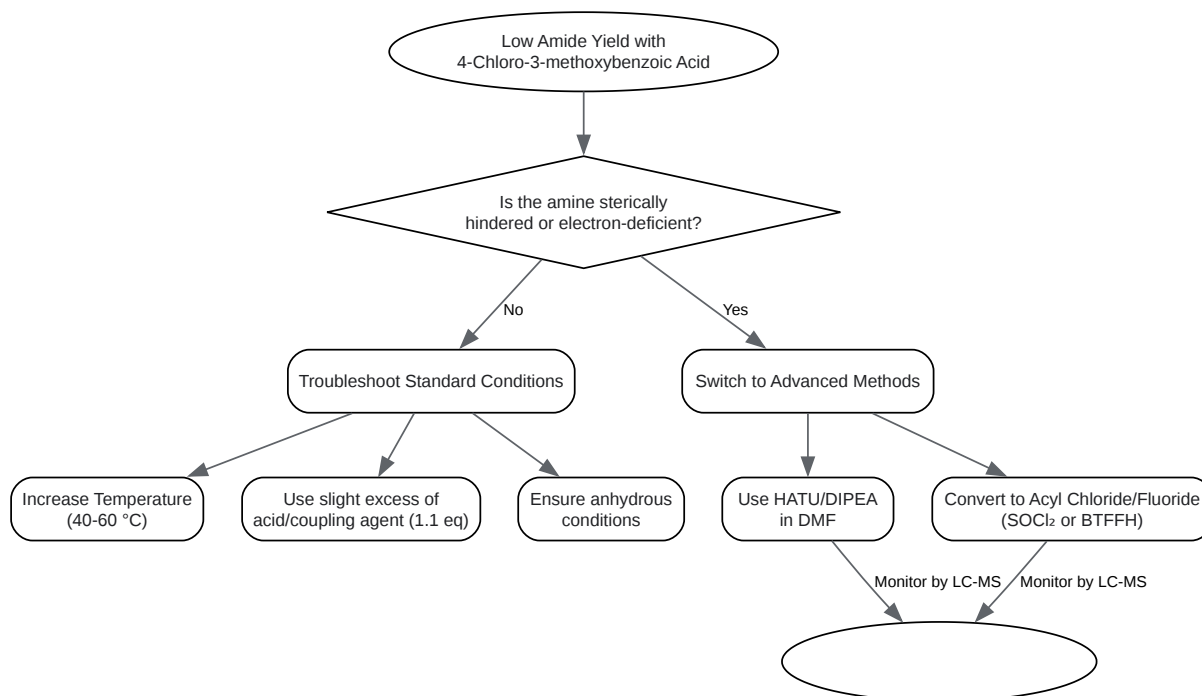 Low Amide Yield with
4-Chloro-3-methoxybenzoic Acid
Is the amine sterically
hindered or electron-deficient?
No
Yes
Troubleshoot Standard Conditions
Switch to Advanced Methods
Increase Temperature
(40-60 °C)
Use slight excess of
acid/coupling agent (1.1 eq)
Ensure anhydrous
conditions
Use HATU/DIPEA
in DMF
Convert to Acyl Chloride/Fluoride
(SOCl₂ or BTFFH)
Monitor by LC-MS
Monitor by LC-MS